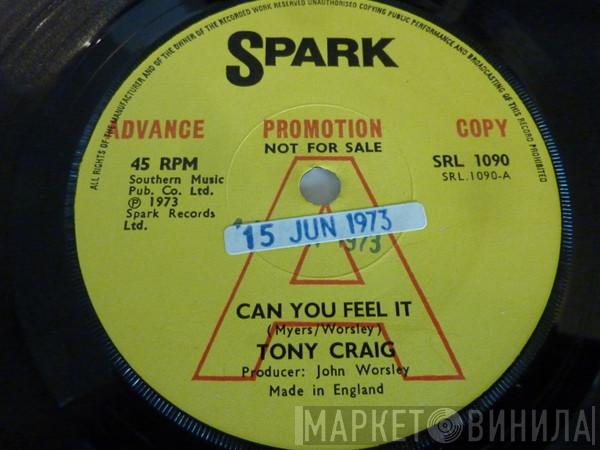 ALL RIGHTS OF THE MANUFACTURER AND OF THE OWNER OF THE RECORDED WORK RESERVED UNAUTHORISED COPYING PUBLIC PERFORMANCE AND BROADCASTING OF THIS RECORD PROHIBITED
SPARK
ADVANCE PROMOTION COPY
NOT FOR SALE
45 RPM
Southern Music
Pub. Co. Ltd.
℗ 1973
Spark Records
Ltd.
SRL 1090
SRL.1090-A
15 JUN 1973
1973
A
CAN YOU FEEL IT
(Myers/Worsley)
TONY CRAIG
Producer: John Worsley
Made in England
МАРКЕТ ВИНИЛА